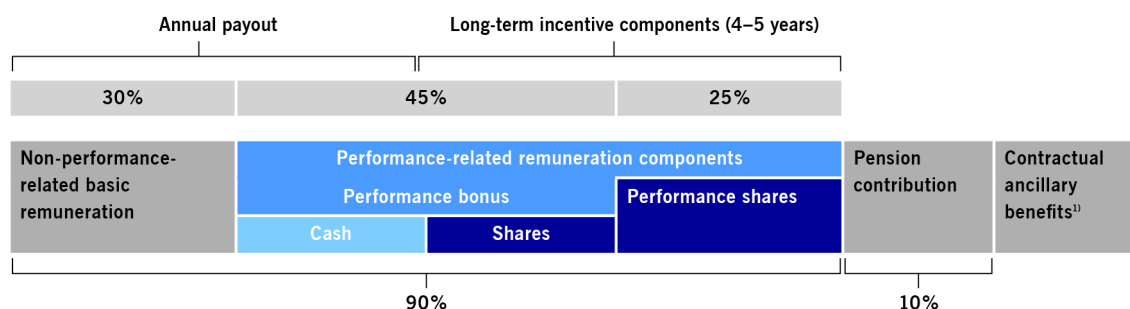 Annual payout
Long-term incentive components (4–5 years)
30%
45%
25%
Non-performance-
related basic
remuneration
Performance-related remuneration components
Performance bonus
Cash
Shares
Performance shares
Pension
contribution
Contractual
ancillary
benefits¹⁾
90%
10%